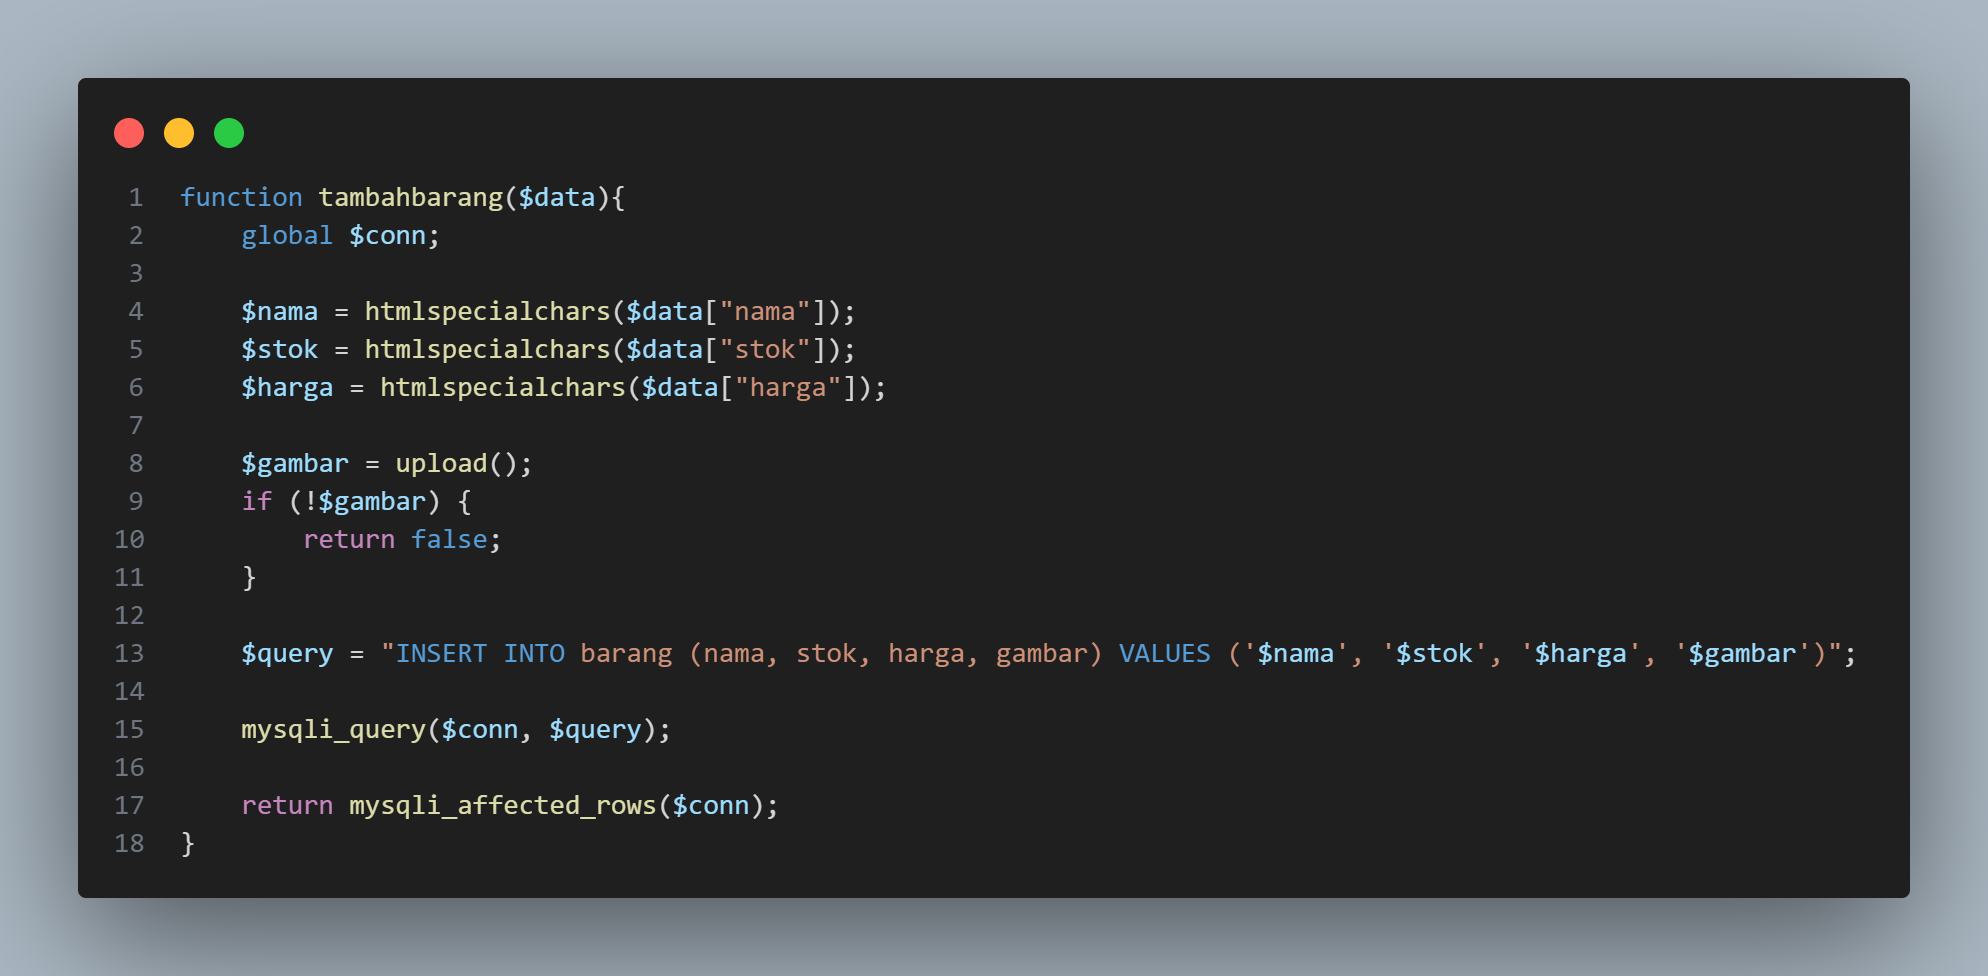 1 function tambahbarang($data){
2     global $conn;
3
4     $nama = htmlspecialchars($data["nama"]);
5     $stok = htmlspecialchars($data["stok"]);
6     $harga = htmlspecialchars($data["harga"]);
7
8     $gambar = upload();
9     if (!$gambar) {
10         return false;
11     }
12
13     $query = "INSERT INTO barang (nama, stok, harga, gambar) VALUES ('$nama', '$stok', '$harga', '$gambar')";
14
15     mysqli_query($conn, $query);
16
17     return mysqli_affected_rows($conn);
18 }